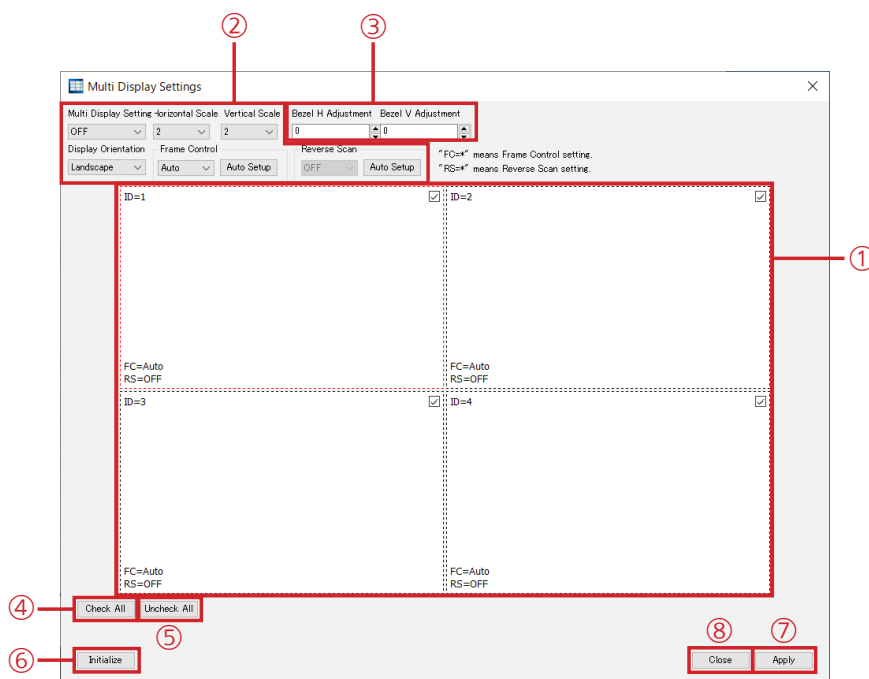 ② ③
Multi Display Settings
Multi Display Setting Horizontal Scale Vertical Scale Bezel H Adjustment Bezel V Adjustment
OFF 2 2 0 0
Display Orientation Frame Control Reverse Scan
"FC=*" means Frame Control setting.
Landscape Auto Auto Setup OFF Auto Setup
"RS=*" means Reverse Scan setting.
ID=1 ID=2
①
FC=Auto FC=Auto
RS=OFF RS=OFF
ID=3 ID=4
FC=Auto FC=Auto
RS=OFF RS=OFF
④ Check All Uncheck All
⑤ ⑧ ⑦
⑥ Initialize Close Apply